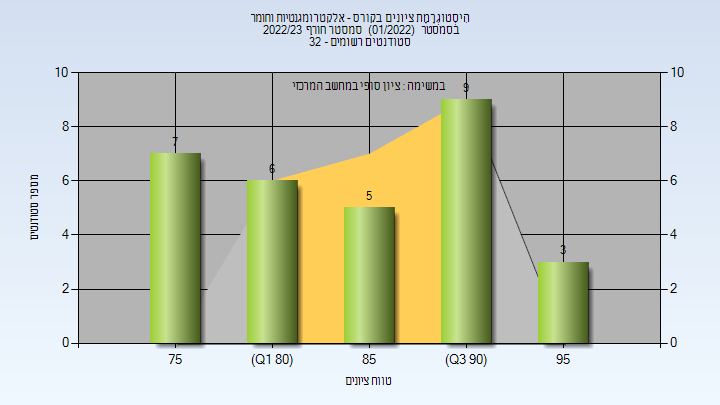 היסטוגרמת ציונים בקורס - אלקטרומגנטיות וחומר
בסמסטר (01/2022) סמסטר חורף 2022/23
סטודנטים רשומים - 32
במשימה : ציון סופי במחשב המרכזי
מספר סטודנטים
10
8
6
4
2
0
10
8
6
4
2
0
7
6
5
9
3
75
(Q1 80)
85
(Q3 90)
95
טווח ציונים